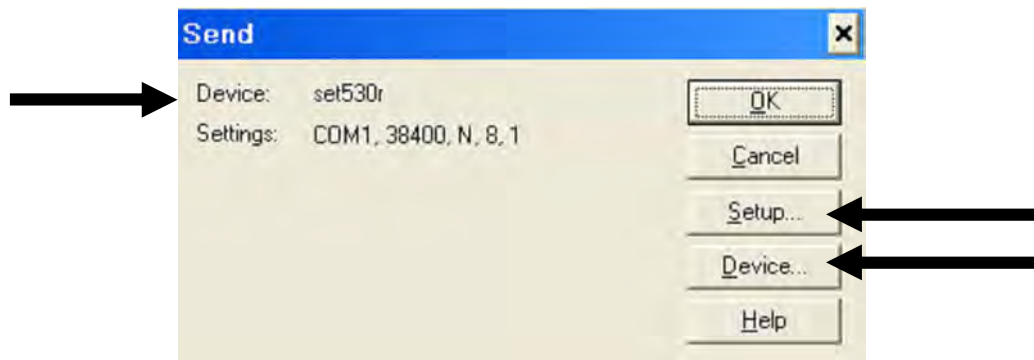 Send
Device: set530r
Settings: COM1, 38400, N, 8, 1
OK
Cancel
Setup...
Device...
Help